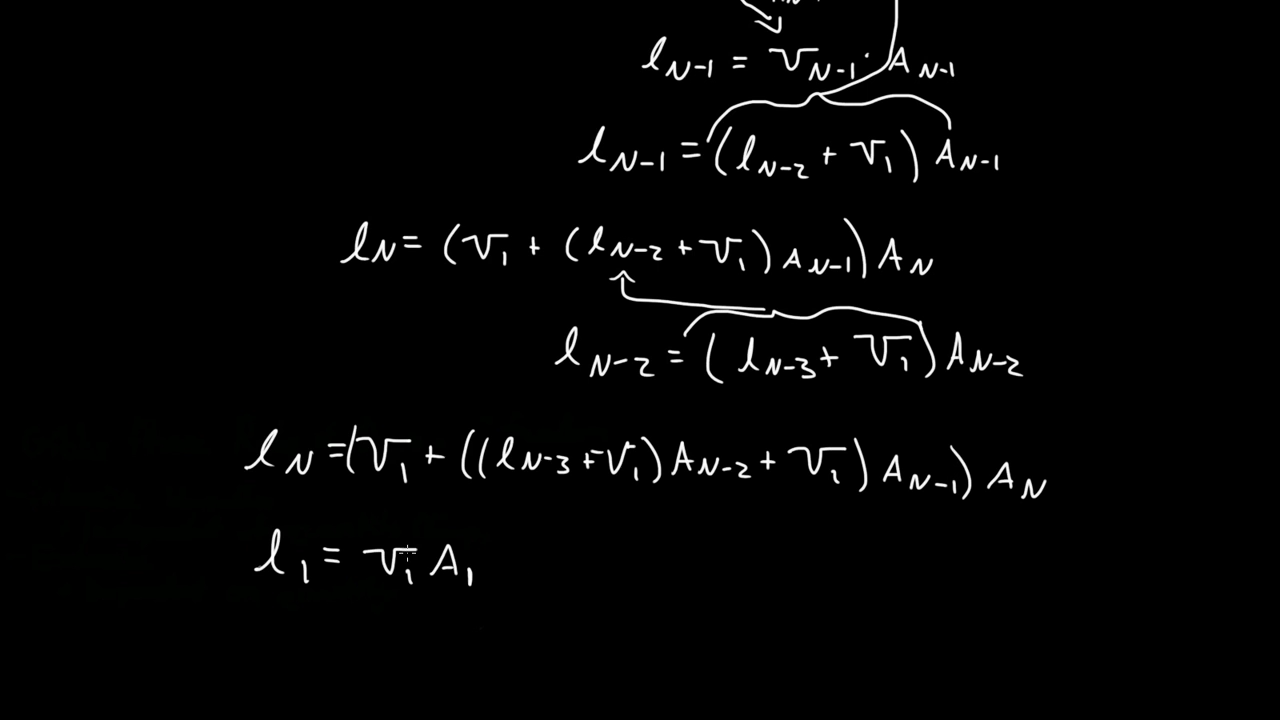 l_{N-1} = V_{N-1} · A_{N-1}
l_{N-1} = (l_{N-2} + V_1) A_{N-1}
l_N = (V_1 + (l_{N-2} + V_1) A_{N-1}) A_N
l_{N-2} = (l_{N-3} + V_1) A_{N-2}
l_N = (V_1 + ((l_{N-3} + V_1) A_{N-2} + V_1) A_{N-1}) A_N
l_1 = V_1 A_1